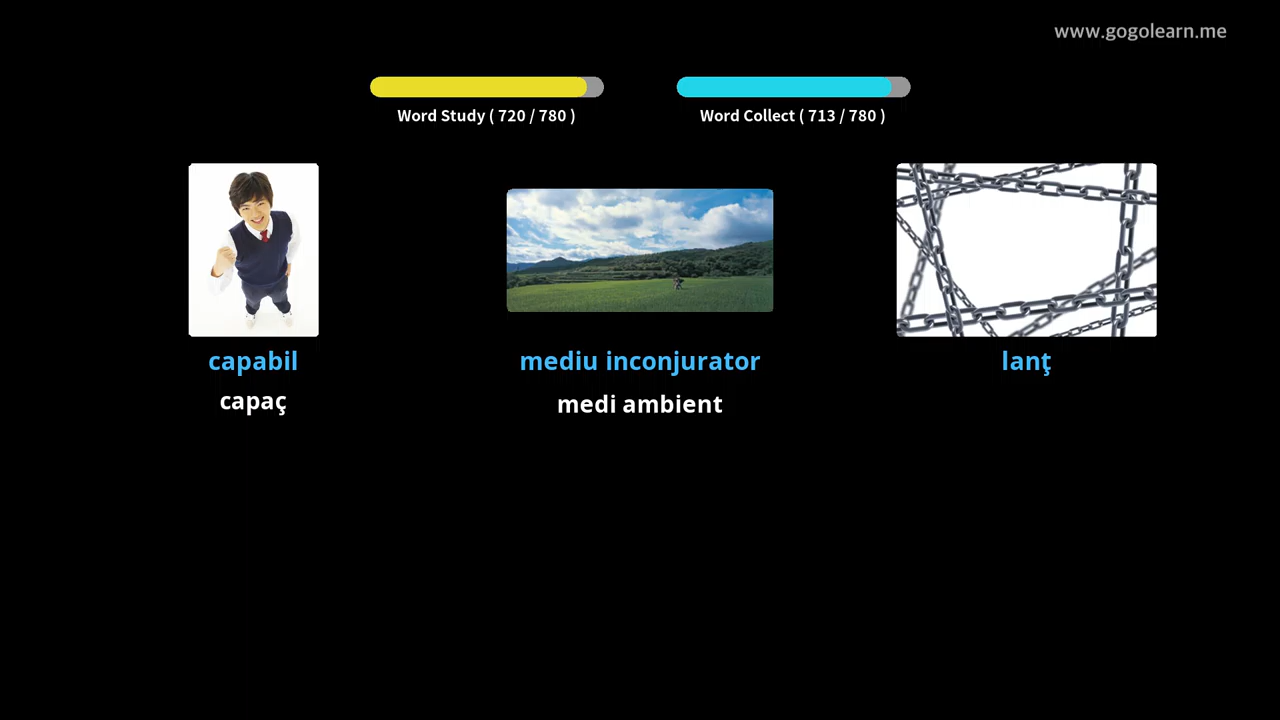 www.gogolearn.me
Word Study ( 720 / 780 )
Word Collect ( 713 / 780 )
capabil
capaç
mediu inconjurator
medi ambient
lanţ